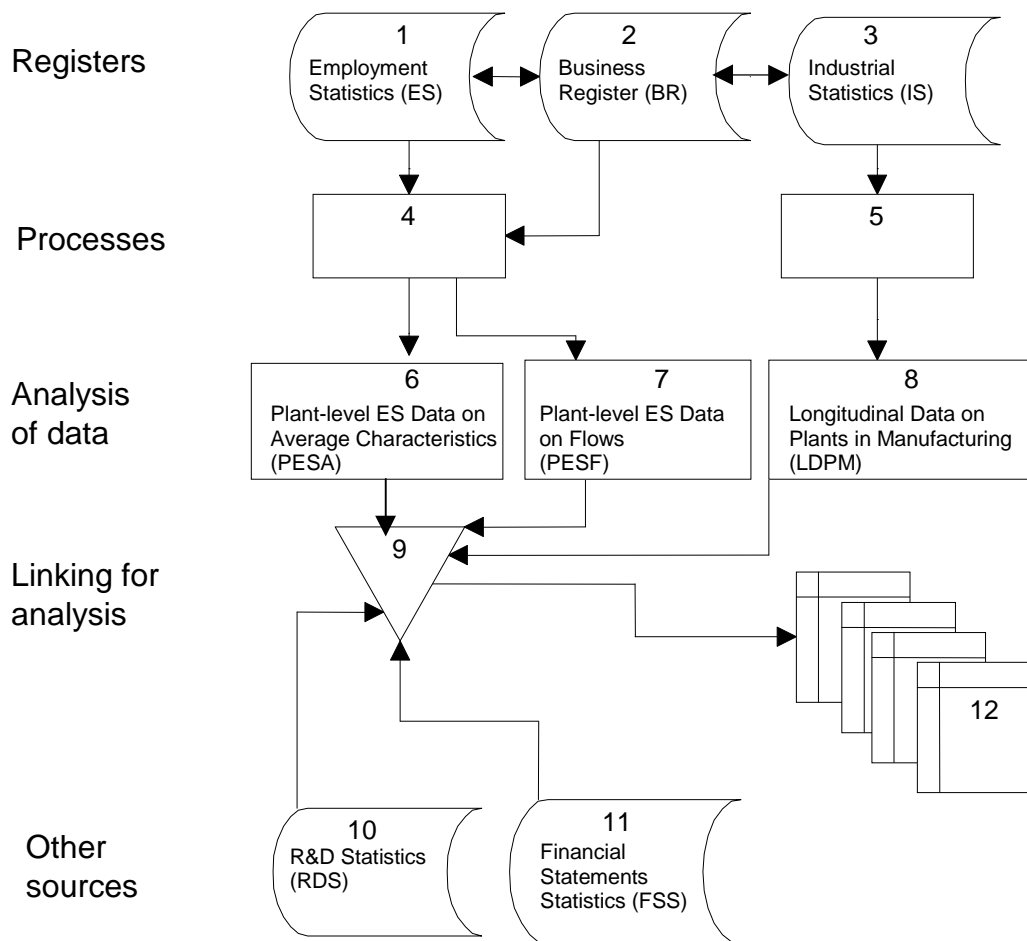 Registers
1
Employment
Statistics (ES)
2
Business
Register (BR)
3
Industrial
Statistics (IS)
Processes
4
5
Analysis
of data
6
Plant-level ES Data on
Average Characteristics
(PESA)
7
Plant-level ES Data
on Flows
(PESF)
8
Longitudinal Data on
Plants in Manufacturing
(LDPM)
Linking for
analysis
9
12
Other
sources
10
R&D Statistics
(RDS)
11
Financial
Statements
Statistics (FSS)